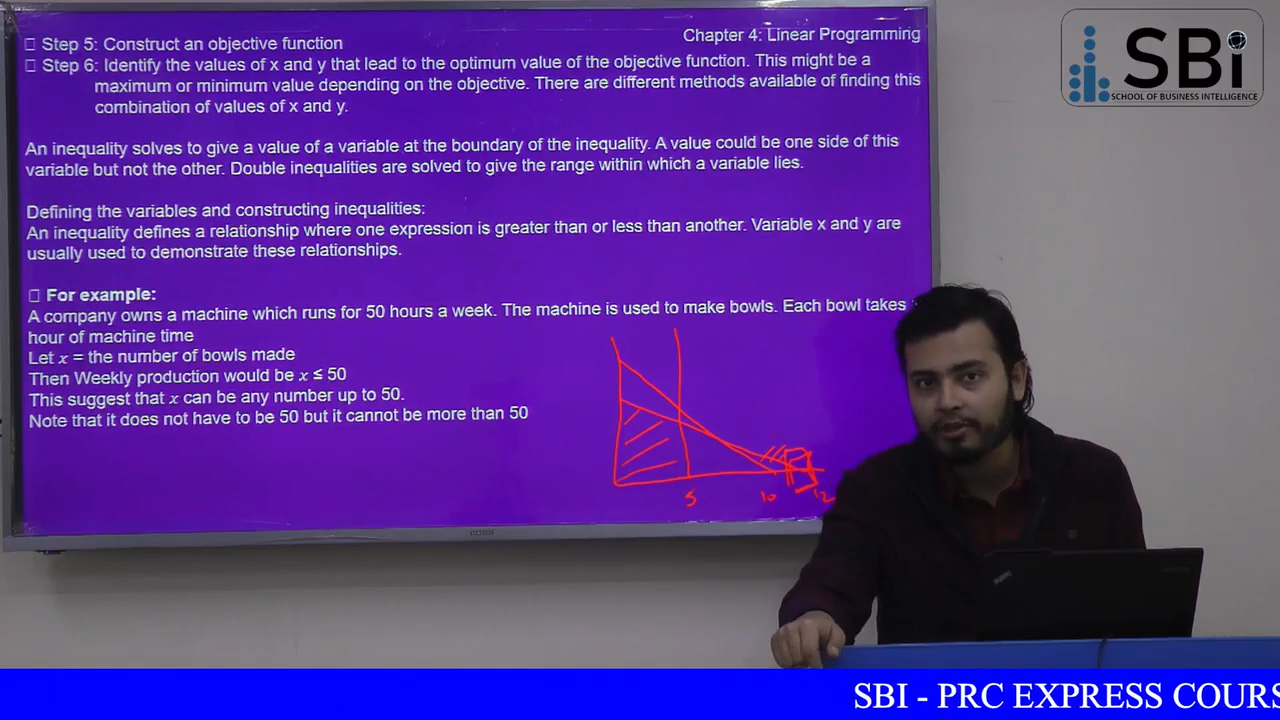 Chapter 4: Linear Programming
Step 5: Construct an objective function
Step 6: Identify the values of x and y that lead to the optimum value of the objective function. This might be a
maximum or minimum value depending on the objective. There are different methods available of finding this
combination of values of x and y.
An inequality solves to give a value of a variable at the boundary of the inequality. A value could be one side of this
variable but not the other. Double inequalities are solved to give the range within which a variable lies.
Defining the variables and constructing inequalities:
An inequality defines a relationship where one expression is greater than or less than another. Variable x and y are
usually used to demonstrate these relationships.
For example:
A company owns a machine which runs for 50 hours a week. The machine is used to make bowls. Each bowl takes
hour of machine time
Let x = the number of bowls made
Then Weekly production would be x ≤ 50
This suggest that x can be any number up to 50.
Note that it does not have to be 50 but it cannot be more than 50
5 10 12
SBi
SCHOOL OF BUSINESS INTELLIGENCE
SBI - PRC EXPRESS COURS